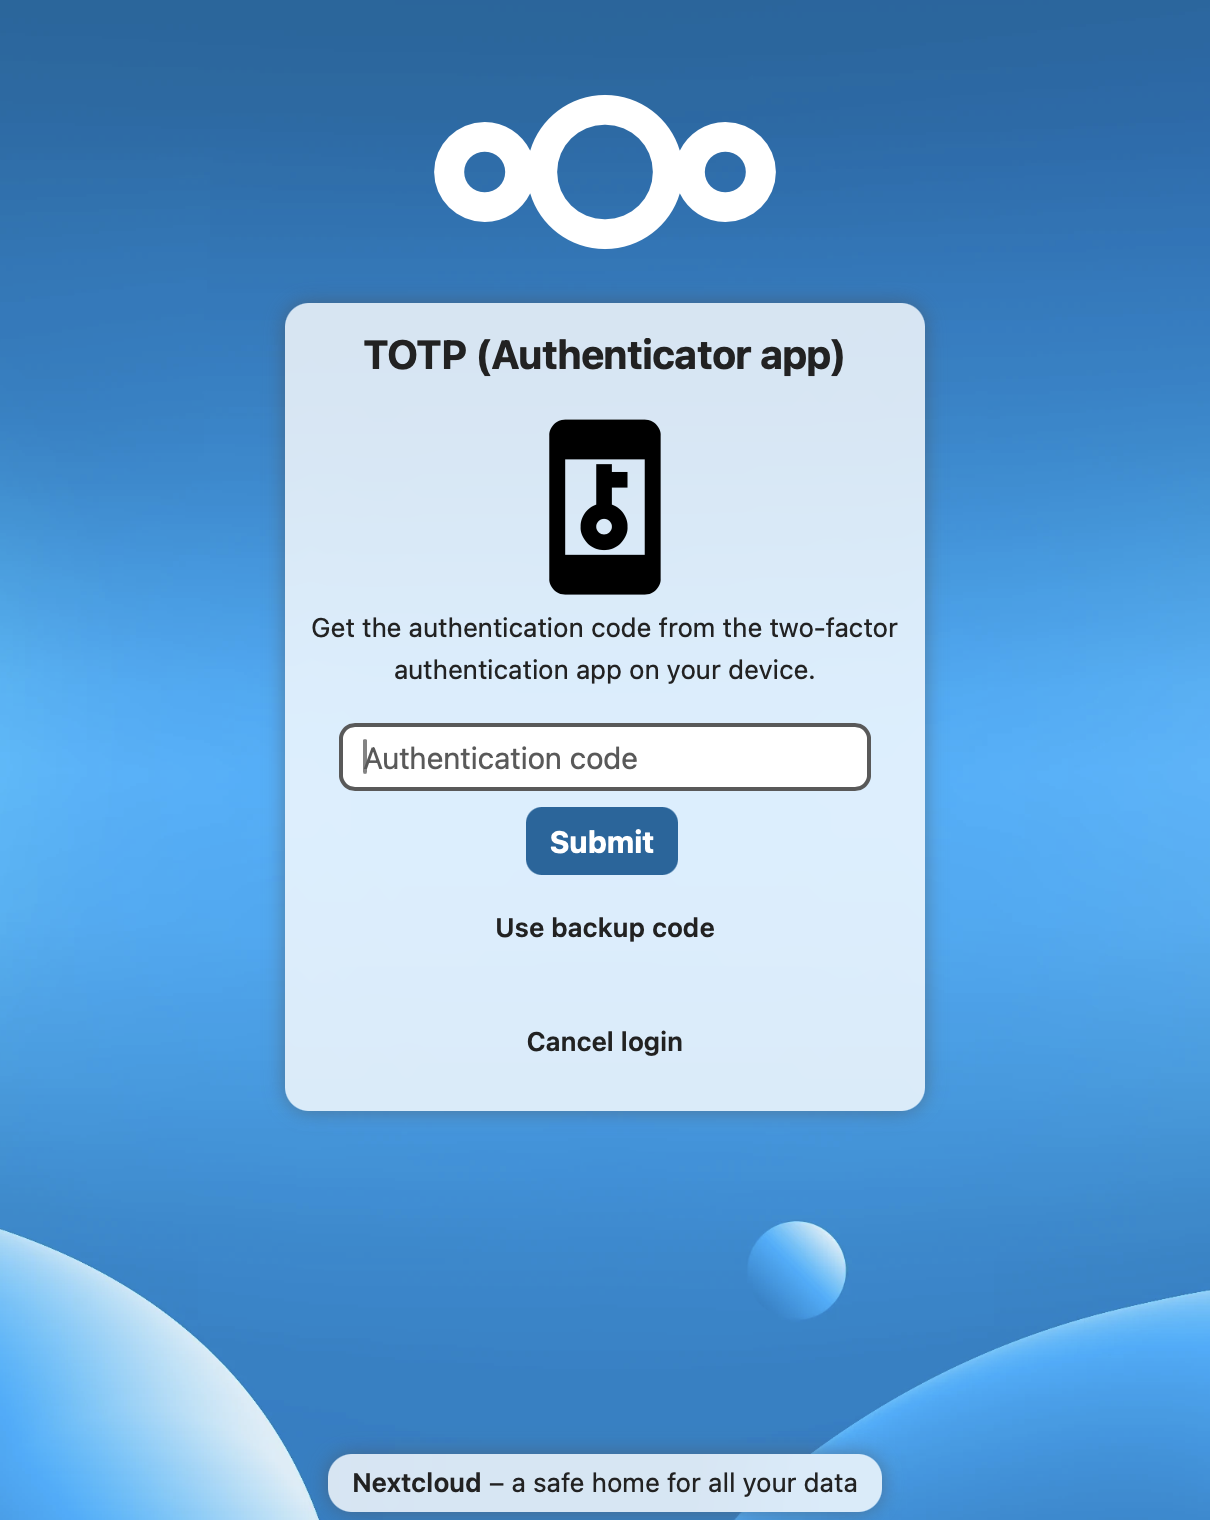 TOTP (Authenticator app)
Get the authentication code from the two-factor
authentication app on your device.
Authentication code
Submit
Use backup code
Cancel login
Nextcloud – a safe home for all your data